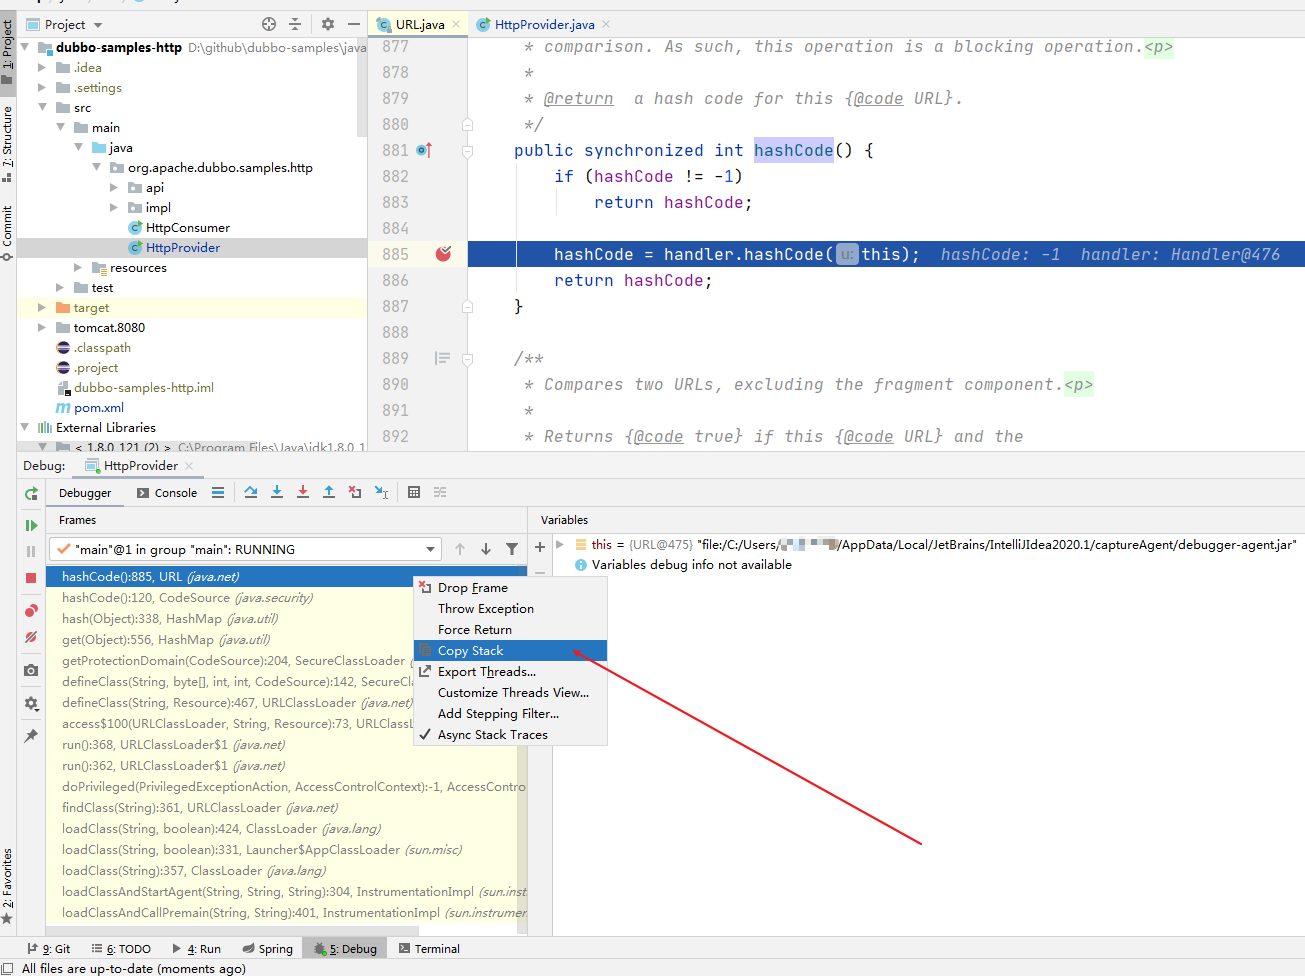 Project
URL.java
HttpProvider.java
1: Project
7: Structure
Commit
2: Favorites
dubbo-samples-http D:\github\dubbo-samples\java
.idea
.settings
src
main
java
org.apache.dubbo.samples.http
api
impl
HttpConsumer
HttpProvider
resources
test
target
tomcat.8080
.classpath
.project
dubbo-samples-http.iml
pom.xml
External Libraries
< 1.8.0_121 (2) > C:\Program Files\Java\jdk1.8.0_1
877 * comparison. As such, this operation is a blocking operation.<p>
878 *
879 * @return a hash code for this {@code URL}.
880 */
881 public synchronized int hashCode() {
882 if (hashCode != -1)
883 return hashCode;
884
885 hashCode = handler.hashCode( u: this); hashCode: -1 handler: Handler@476
886 return hashCode;
887 }
888
889 /**
890 * Compares two URLs, excluding the fragment component.<p>
891 *
892 * Returns {@code true} if this {@code URL} and the
Debug: HttpProvider
Debugger Console
Frames
Variables
"main"@1 in group "main": RUNNING
hashCode():885, URL (java.net)
hashCode():120, CodeSource (java.security)
hash(Object):338, HashMap (java.util)
get(Object):556, HashMap (java.util)
getProtectionDomain(CodeSource):204, SecureClassLoader (
defineClass(String, byte[], int, int, CodeSource):142, SecureCla
defineClass(String, Resource):467, URLClassLoader (java.net)
access$100(URLClassLoader, String, Resource):73, URLClassL
run():368, URLClassLoader$1 (java.net)
run():362, URLClassLoader$1 (java.net)
doPrivileged(PrivilegedExceptionAction, AccessControlContext):-1, AccessContro
findClass(String):361, URLClassLoader (java.net)
loadClass(String, boolean):424, ClassLoader (java.lang)
loadClass(String, boolean):331, Launcher$AppClassLoader (sun.misc)
loadClass(String):357, ClassLoader (java.lang)
loadClassAndStartAgent(String, String, String):304, InstrumentationImpl (sun.inst
loadClassAndCallPremain(String, String):401, InstrumentationImpl (sun.instrumen
Drop Frame
Throw Exception
Force Return
Copy Stack
Export Threads...
Customize Threads View...
Add Stepping Filter...
Async Stack Traces
this = {URL@475} "file:/C:/Users/ /AppData/Local/JetBrains/IntelliJIdea2020.1/captureAgent/debugger-agent.jar"
Variables debug info not available
9: Git 6: TODO 4: Run Spring 5: Debug Terminal
All files are up-to-date (moments ago)